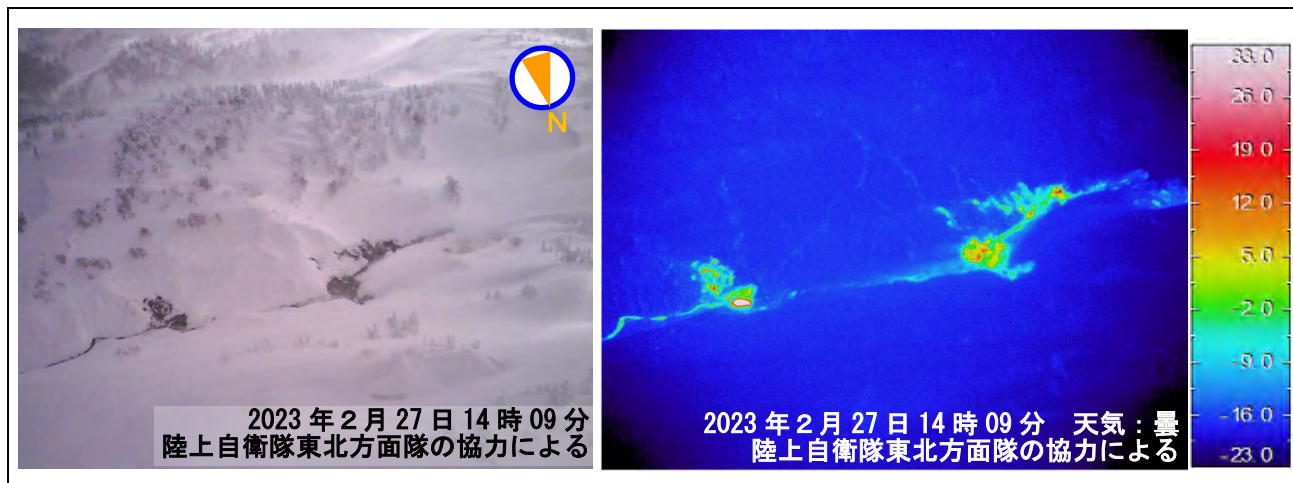 N
2023年2月27日14時09分
陸上自衛隊東北方面隊の協力による
2023年2月27日14時09分 天気：曇
陸上自衛隊東北方面隊の協力による
33.0
26.0
19.0
12.0
5.0
-2.0
-9.0
-16.0
-23.0